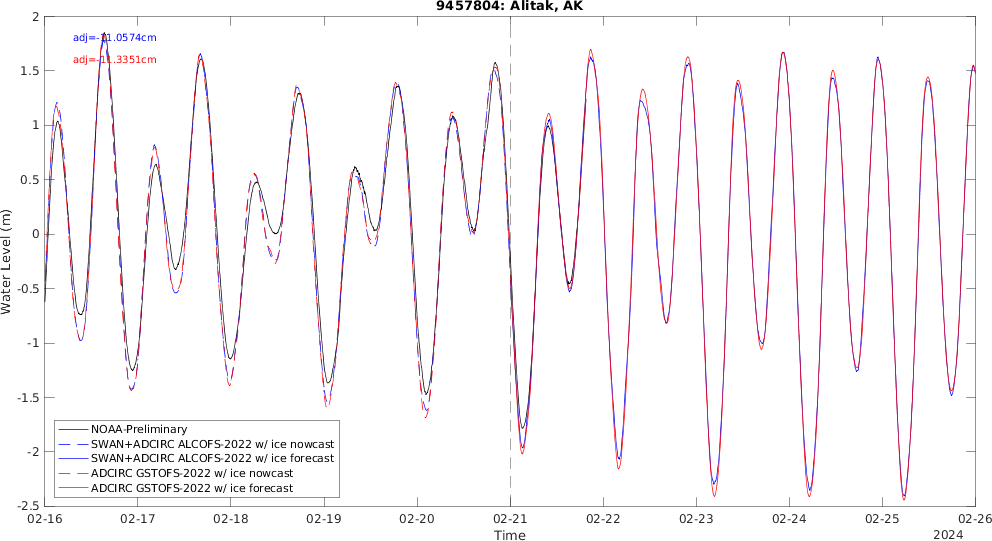 9457804: Alitak, AK
adj=-11.0574cm
adj=-11.3351cm
2
1.5
1
0.5
0
-0.5
-1
-1.5
-2
-2.5
Water Level (m)
NOAA-Preliminary
SWAN+ADCIRC ALCOFS-2022 w/ ice nowcast
SWAN+ADCIRC ALCOFS-2022 w/ ice forecast
ADCIRC GSTOFS-2022 w/ ice nowcast
ADCIRC GSTOFS-2022 w/ ice forecast
02-16 02-17 02-18 02-19 02-20 02-21 02-22 02-23 02-24 02-25 02-26
Time
2024